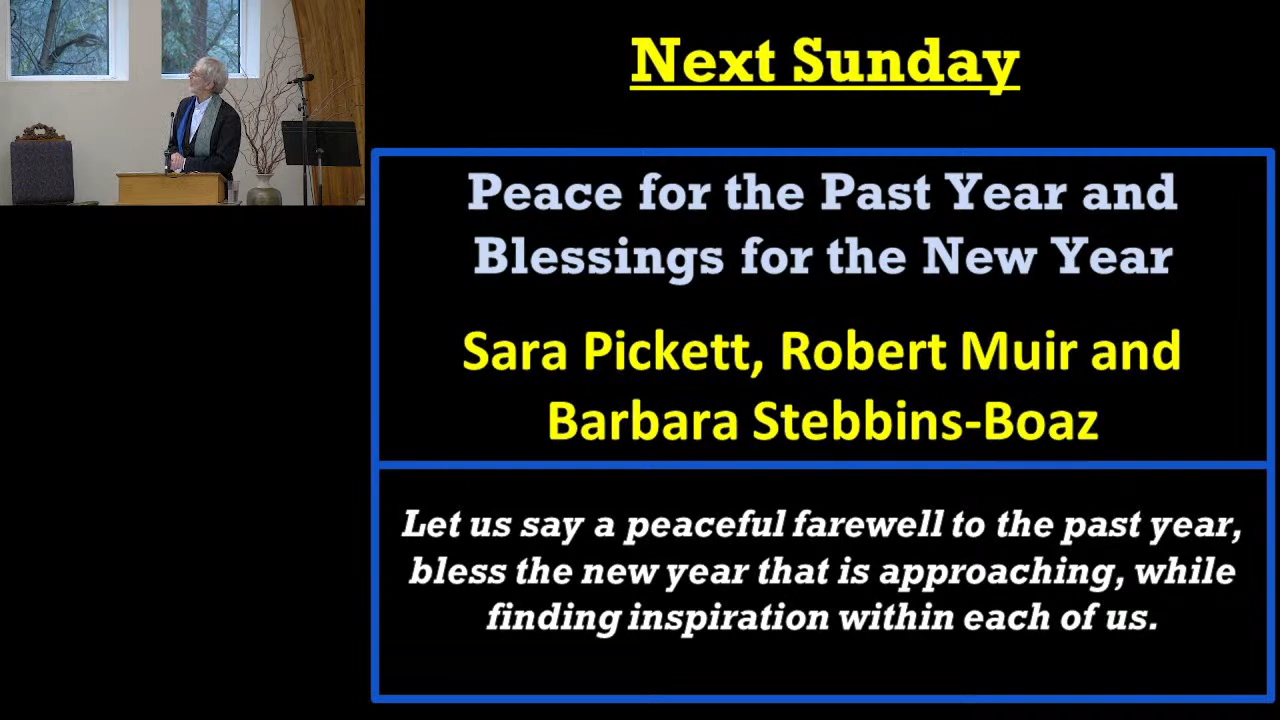 Next Sunday
Peace for the Past Year and
Blessings for the New Year
Sara Pickett, Robert Muir and
Barbara Stebbins-Boaz
Let us say a peaceful farewell to the past year,
bless the new year that is approaching, while
finding inspiration within each of us.